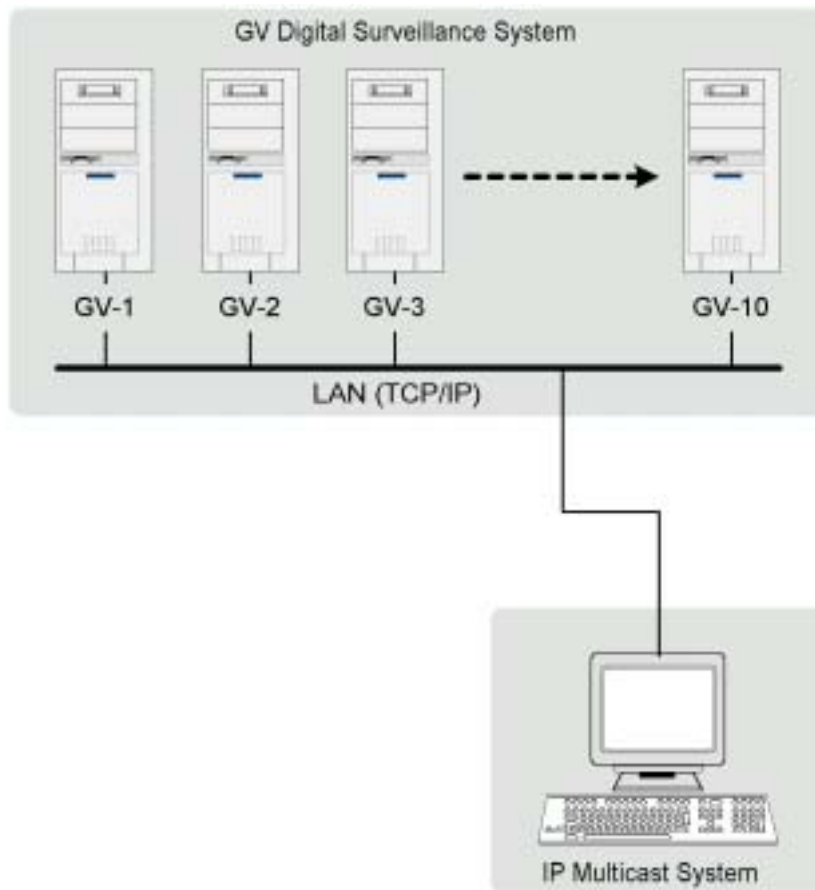 GV Digital Surveillance System
GV-1
GV-2
GV-3
GV-10
LAN (TCP/IP)
IP Multicast System